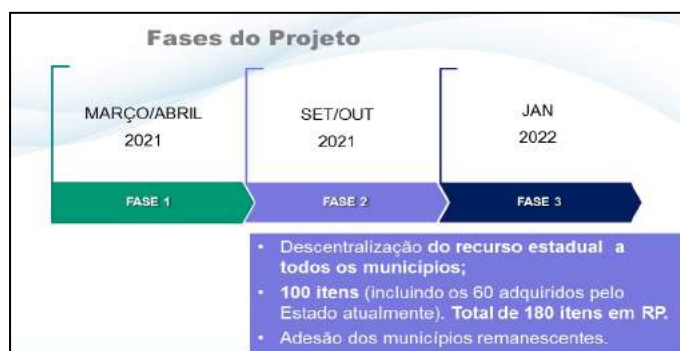 Fases do Projeto
MARÇO/ABRIL
2021
SET/OUT
2021
JAN
2022
FASE 1
FASE 2
FASE 3
• Descentralização do recurso estadual a
todos os municípios;
• 100 itens (incluindo os 60 adquiridos pelo
Estado atualmente). Total de 180 itens em RP.
• Adesão dos municípios remanescentes.